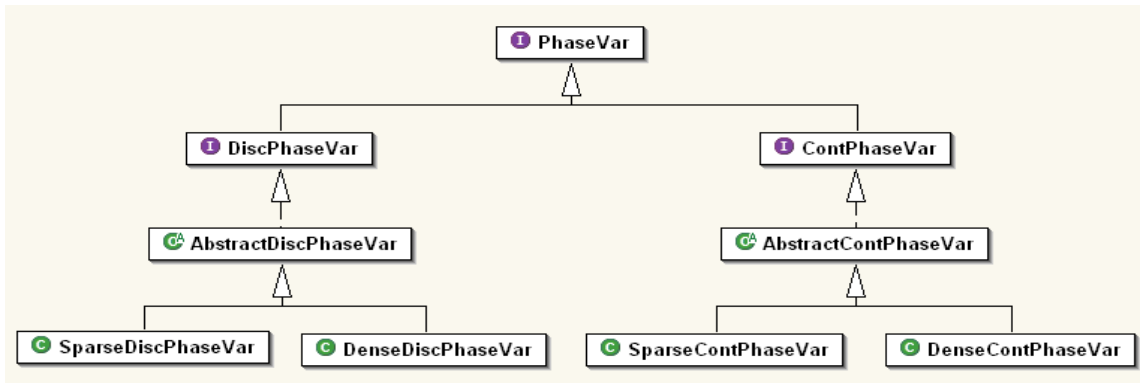 I PhaseVar
I DiscPhaseVar
I ContPhaseVar
C A AbstractDiscPhaseVar
C A AbstractContPhaseVar
C SparseDiscPhaseVar
C DenseDiscPhaseVar
C SparseContPhaseVar
C DenseContPhaseVar